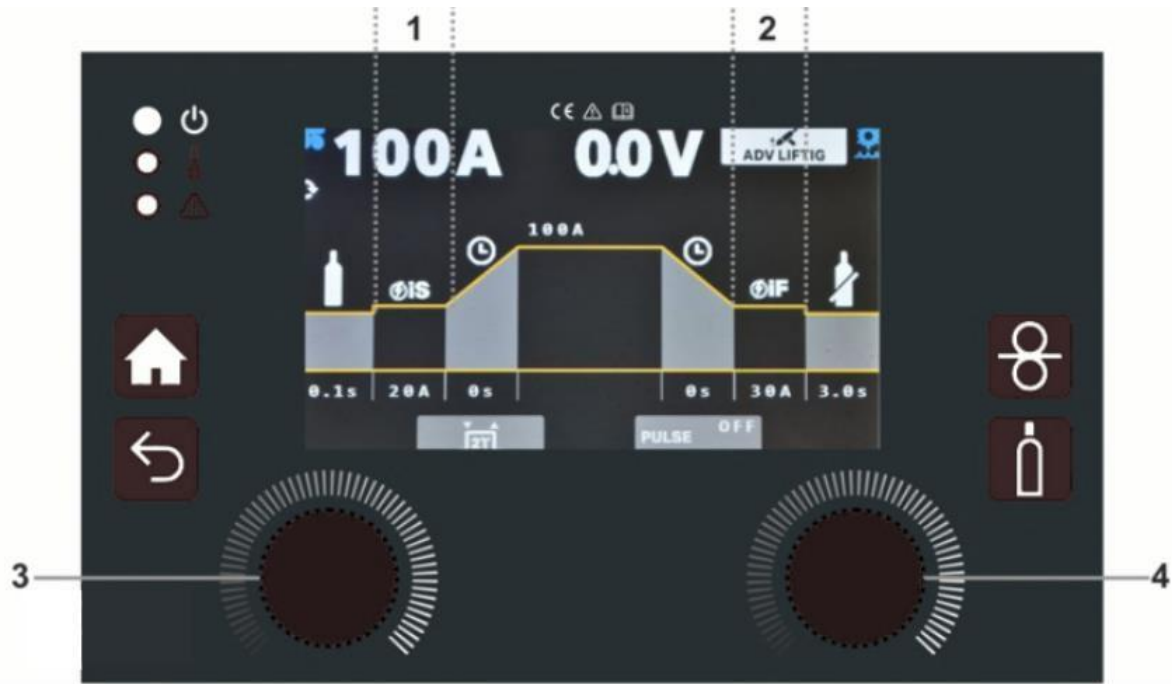 1 2
CE
100A 0.0V ADV LIFTIG
100A
iS iF
0.1s 20A 0s 0s 30A 3.0s
2T PULSE OFF
3 4